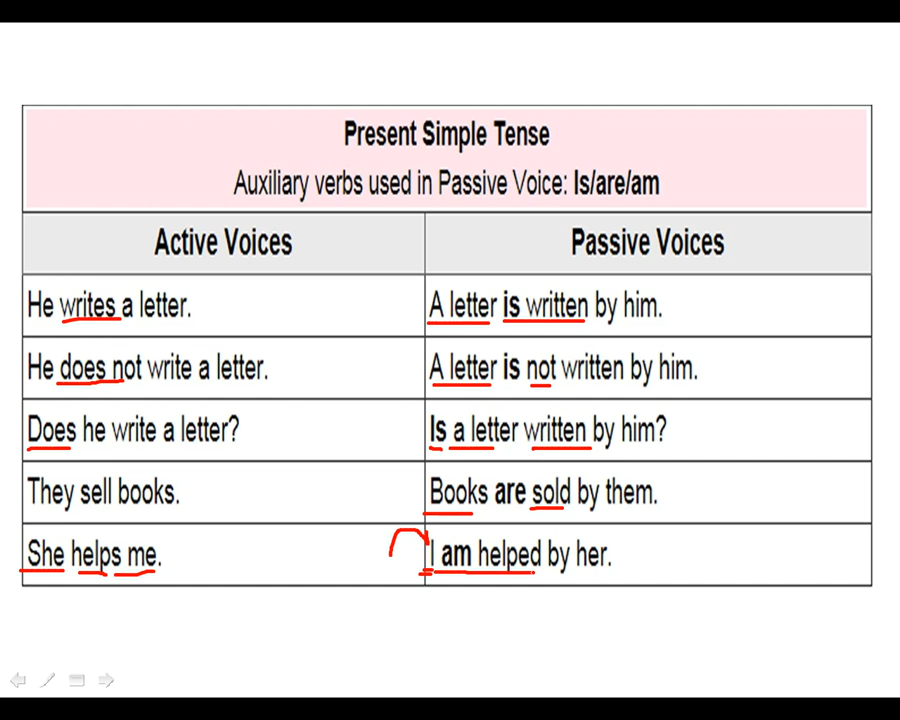 Present Simple Tense
Auxiliary verbs used in Passive Voice: Is/are/am
Active Voices
Passive Voices
He writes a letter.
A letter is written by him.
He does not write a letter.
A letter is not written by him.
Does he write a letter?
Is a letter written by him?
They sell books.
Books are sold by them.
She helps me.
I am helped by her.